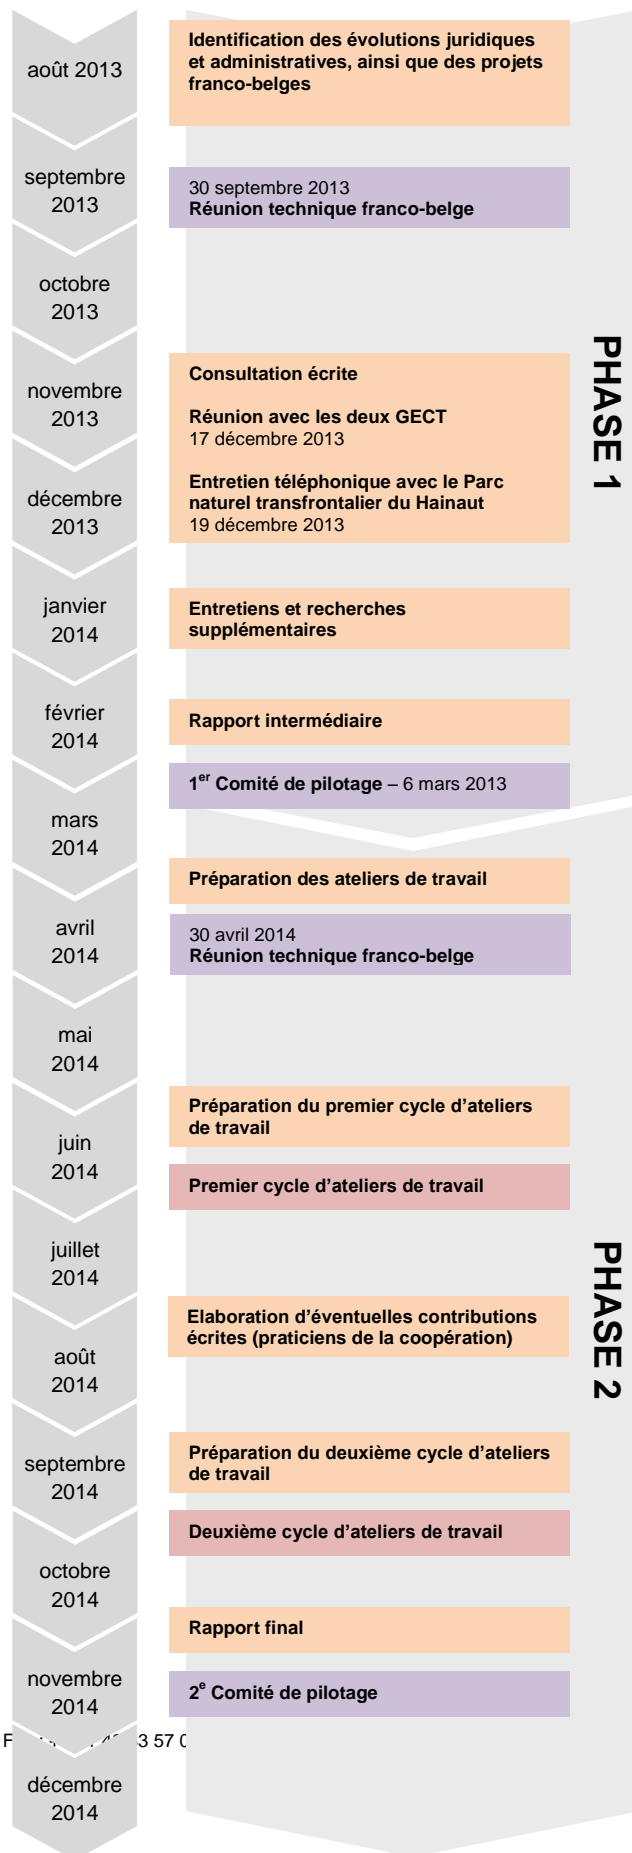 août 2013
Identification des évolutions juridiques
et administratives, ainsi que des projets
franco-belges
septembre
2013
30 septembre 2013
Réunion technique franco-belge
octobre
2013
PHASE 1
novembre
2013
Consultation écrite
Réunion avec les deux GECT
17 décembre 2013
décembre
2013
Entretien téléphonique avec le Parc
naturel transfrontalier du Hainaut
19 décembre 2013
janvier
2014
Entretiens et recherches
supplémentaires
février
2014
Rapport intermédiaire
1er Comité de pilotage – 6 mars 2013
mars
2014
Préparation des ateliers de travail
avril
2014
30 avril 2014
Réunion technique franco-belge
mai
2014
PHASE 2
juin
2014
Préparation du premier cycle d'ateliers
de travail
Premier cycle d'ateliers de travail
juillet
2014
Elaboration d'éventuelles contributions
écrites (praticiens de la coopération)
août
2014
septembre
2014
Préparation du deuxième cycle d'ateliers
de travail
Deuxième cycle d'ateliers de travail
octobre
2014
Rapport final
novembre
2014
2e Comité de pilotage
3 57 0
décembre
2014